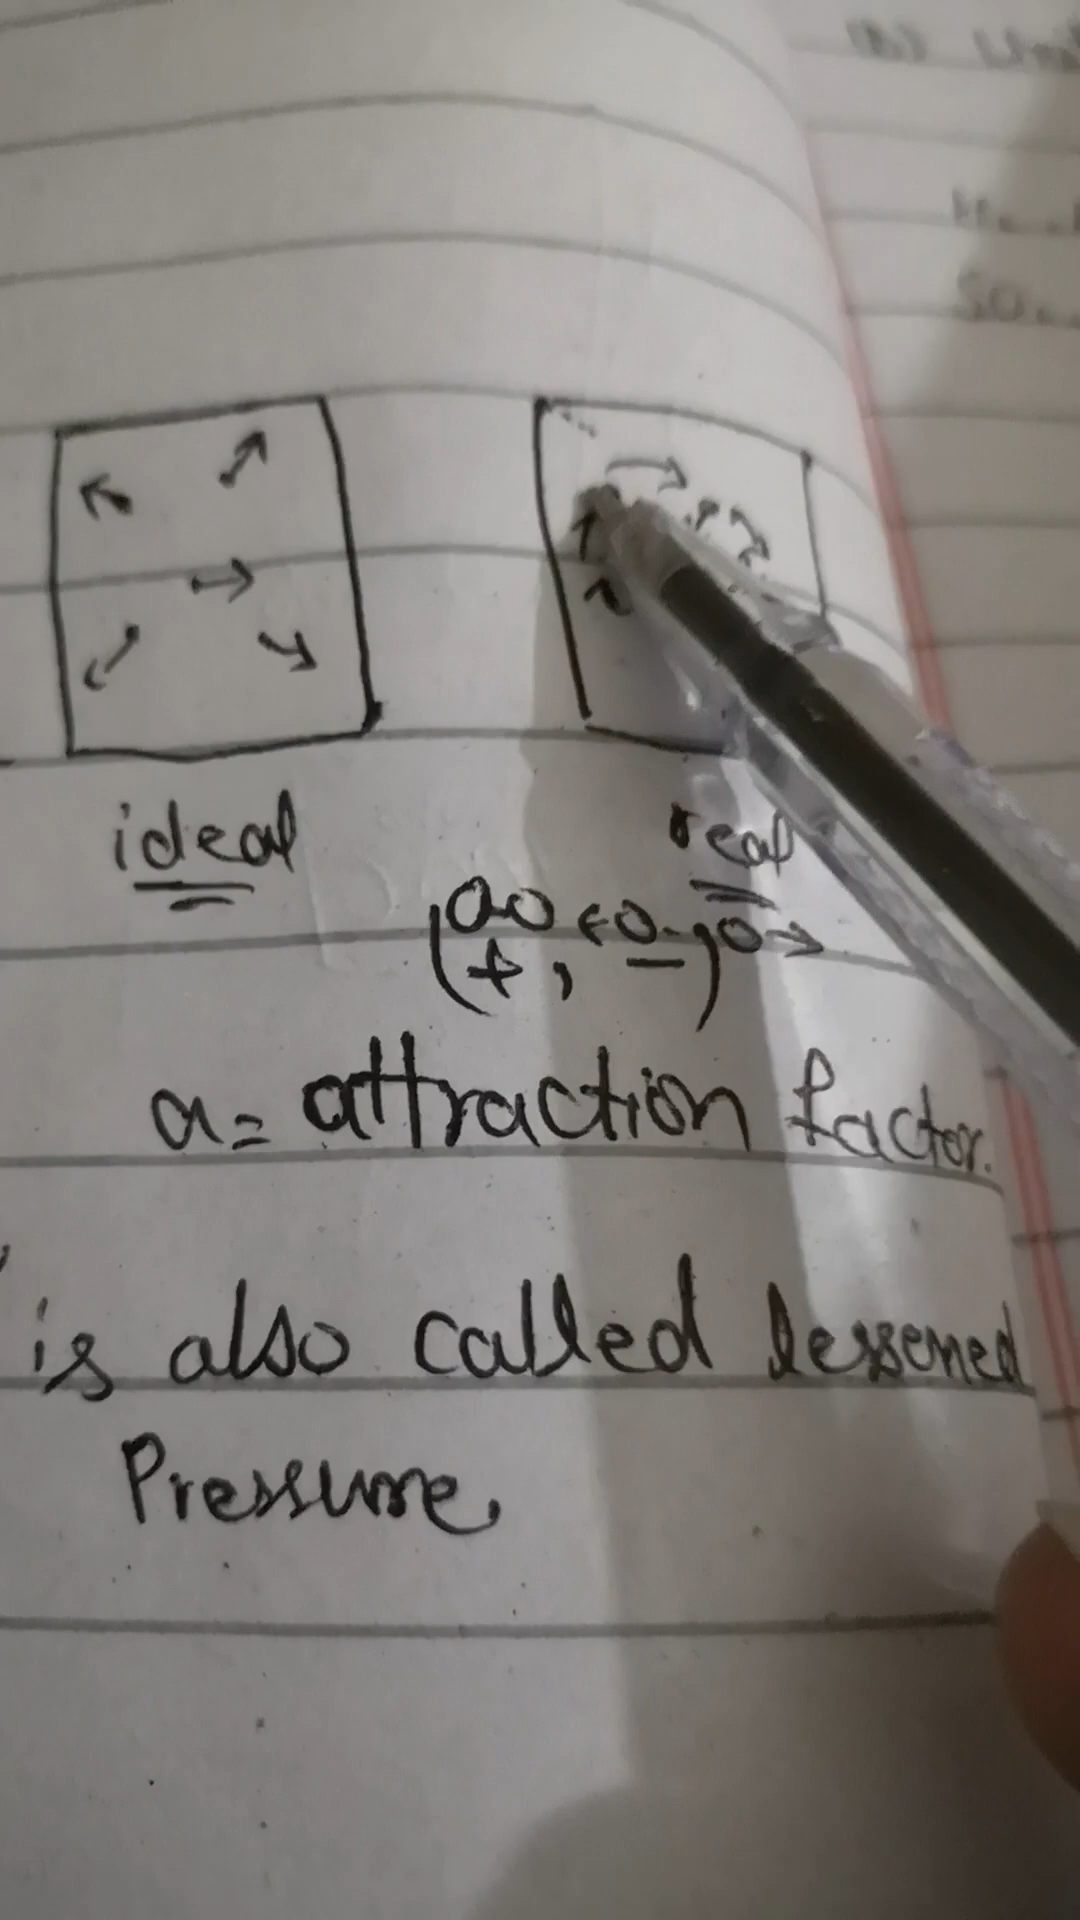 ideal
real
(+, -)
a = attraction factor.
is also called lessened
Pressure.